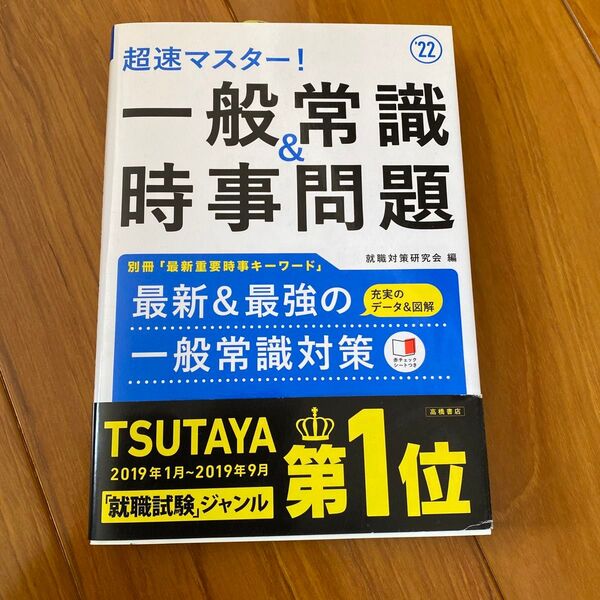 '22
超速マスター!
一般常識
&
時事問題
就職対策研究会 編
別冊「最新重要時事キーワード」
最新&最強の
充実の
データ&図解
一般常識対策
赤チェック
シートつき
高橋書店
TSUTAYA
2019年1月〜2019年9月
「就職試験」ジャンル
第1位